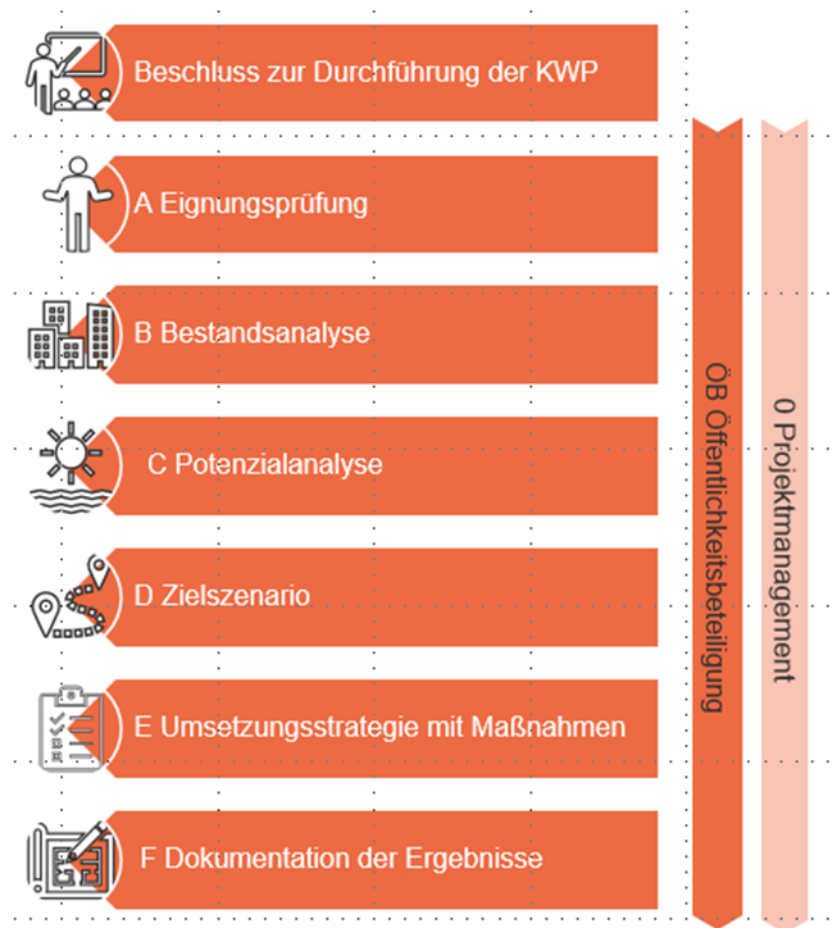 Beschluss zur Durchführung der KWP
A Eignungsprüfung
B Bestandsanalyse
C Potenzialanalyse
D Zielszenario
E Umsetzungsstrategie mit Maßnahmen
F Dokumentation der Ergebnisse
ÖB Öffentlichkeitsbeteiligung
0 Projektmanagement